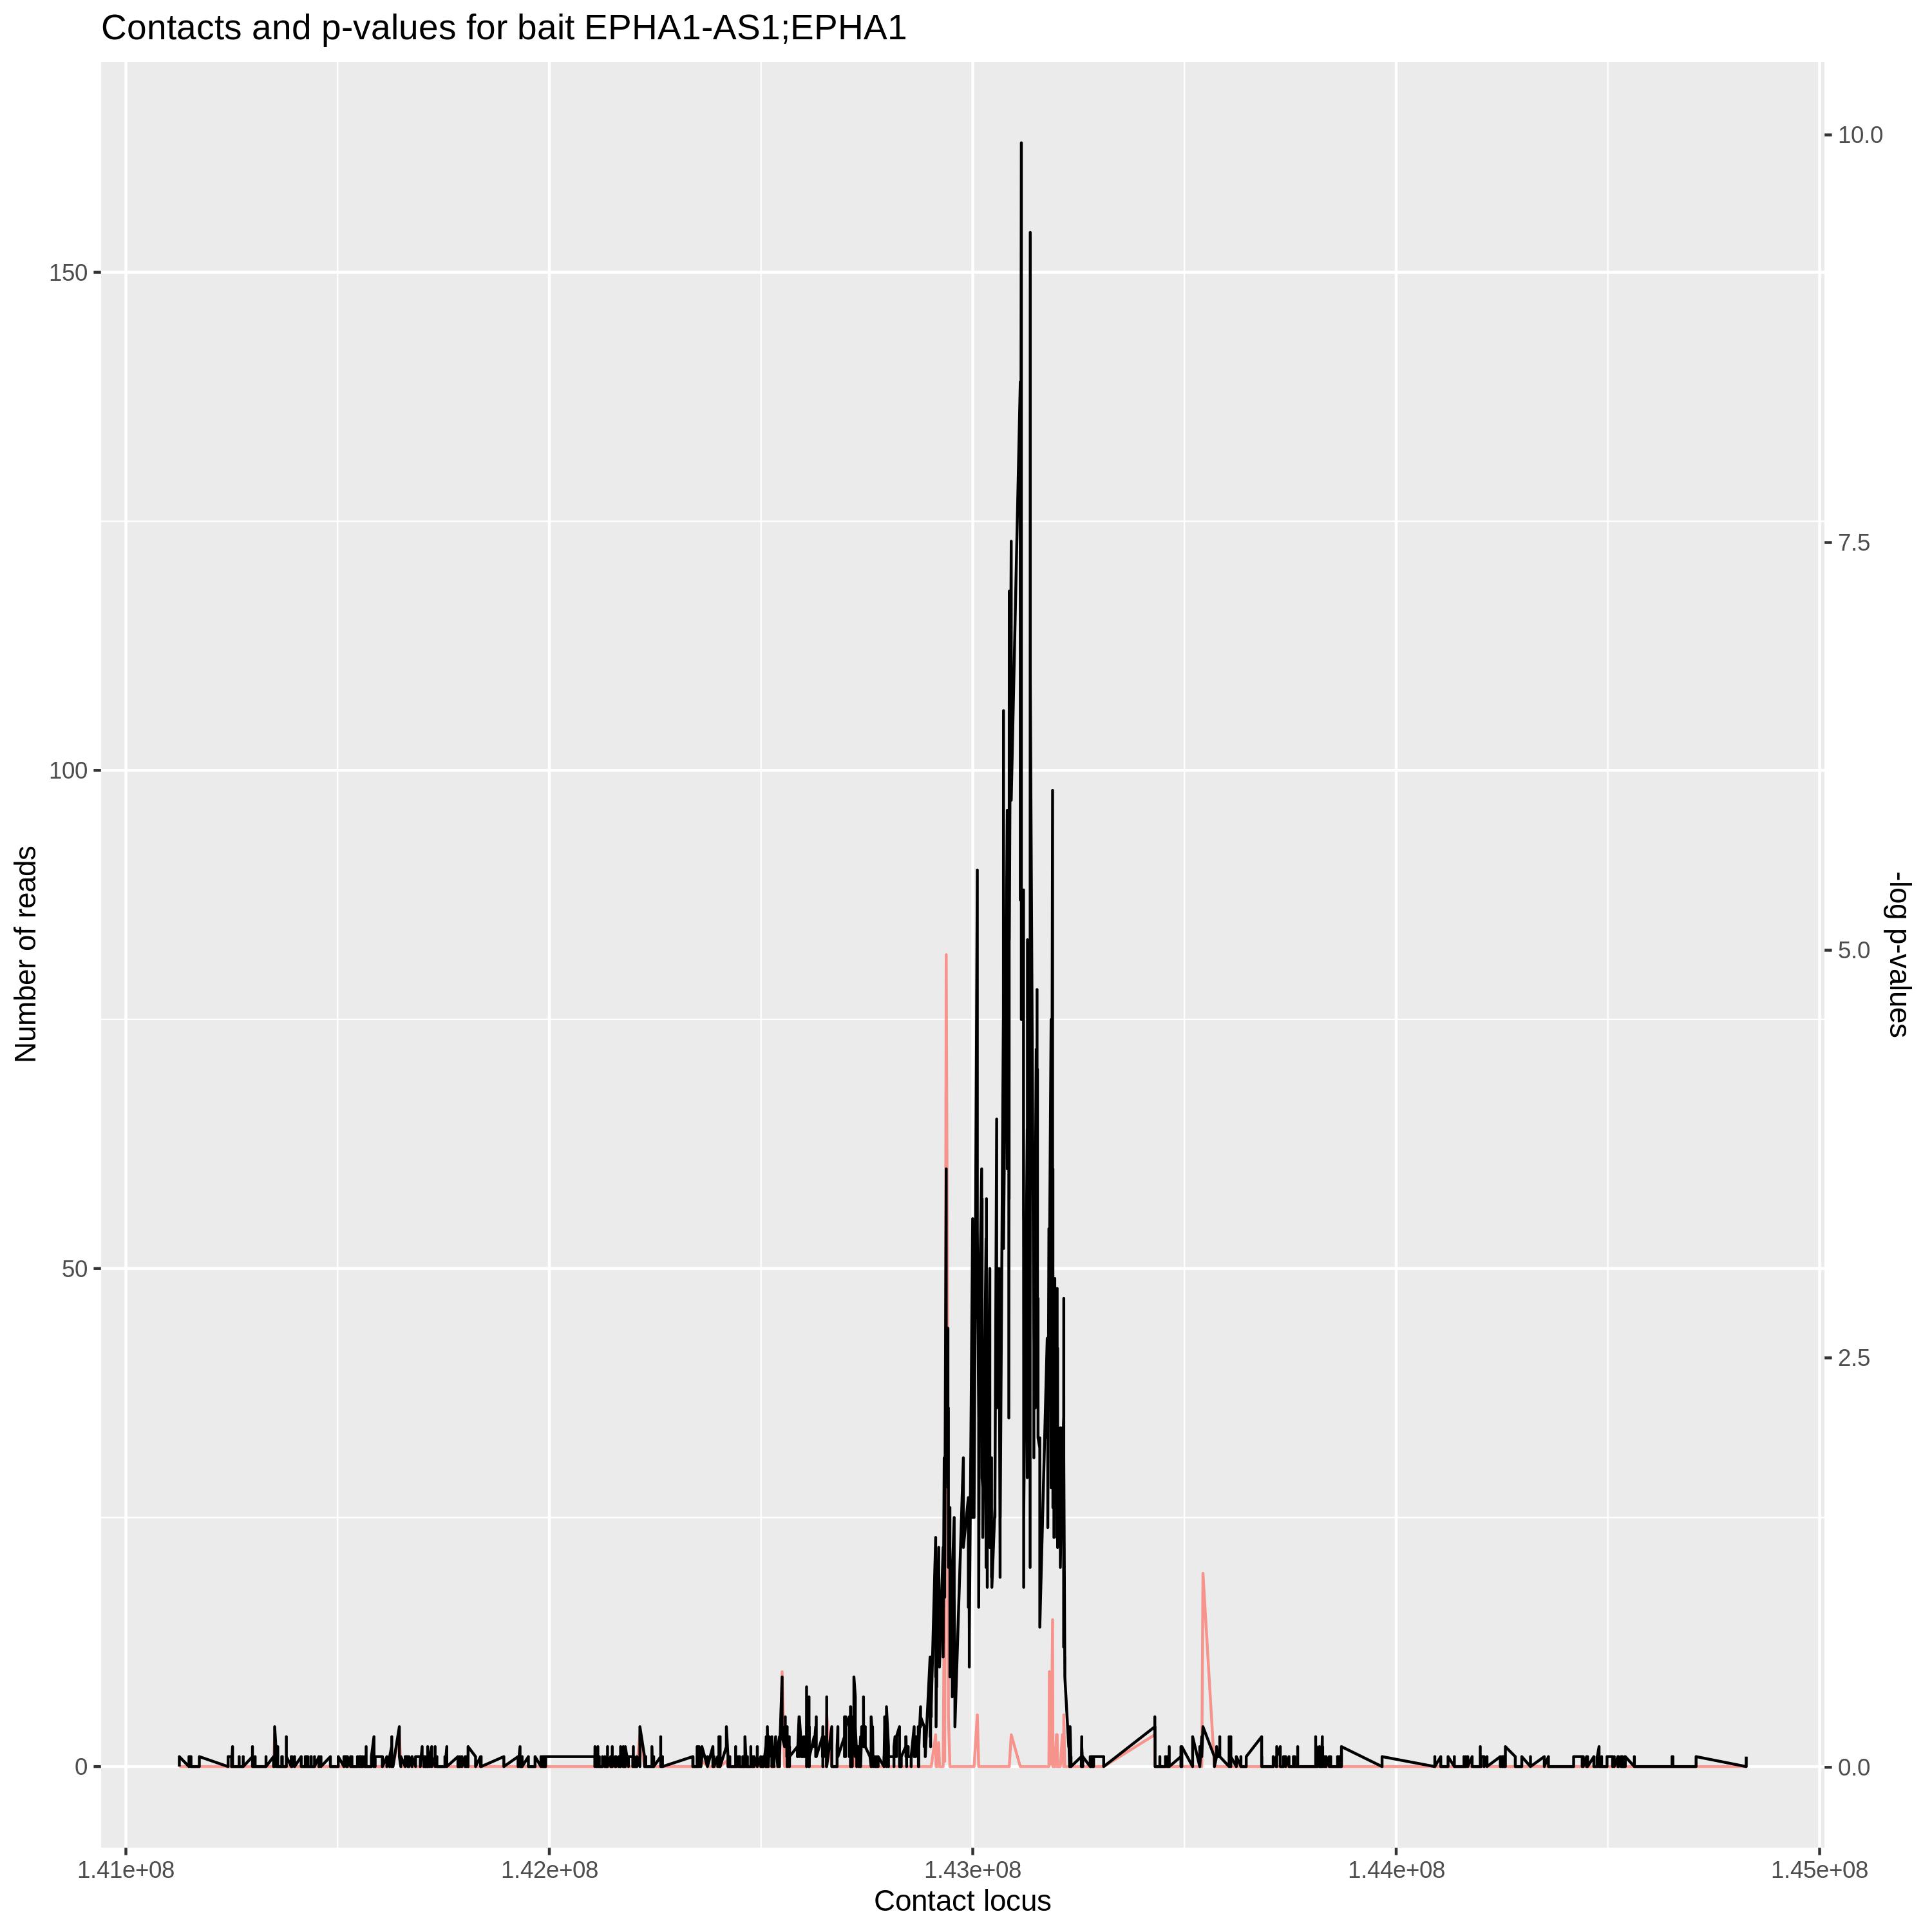 Contacts and p-values for bait EPHA1-AS1;EPHA1
150
100
50
0
Number of reads
10.0
7.5
5.0
2.5
0.0
-log p-values
1.41e+08
1.42e+08
1.43e+08
1.44e+08
1.45e+08
Contact locus